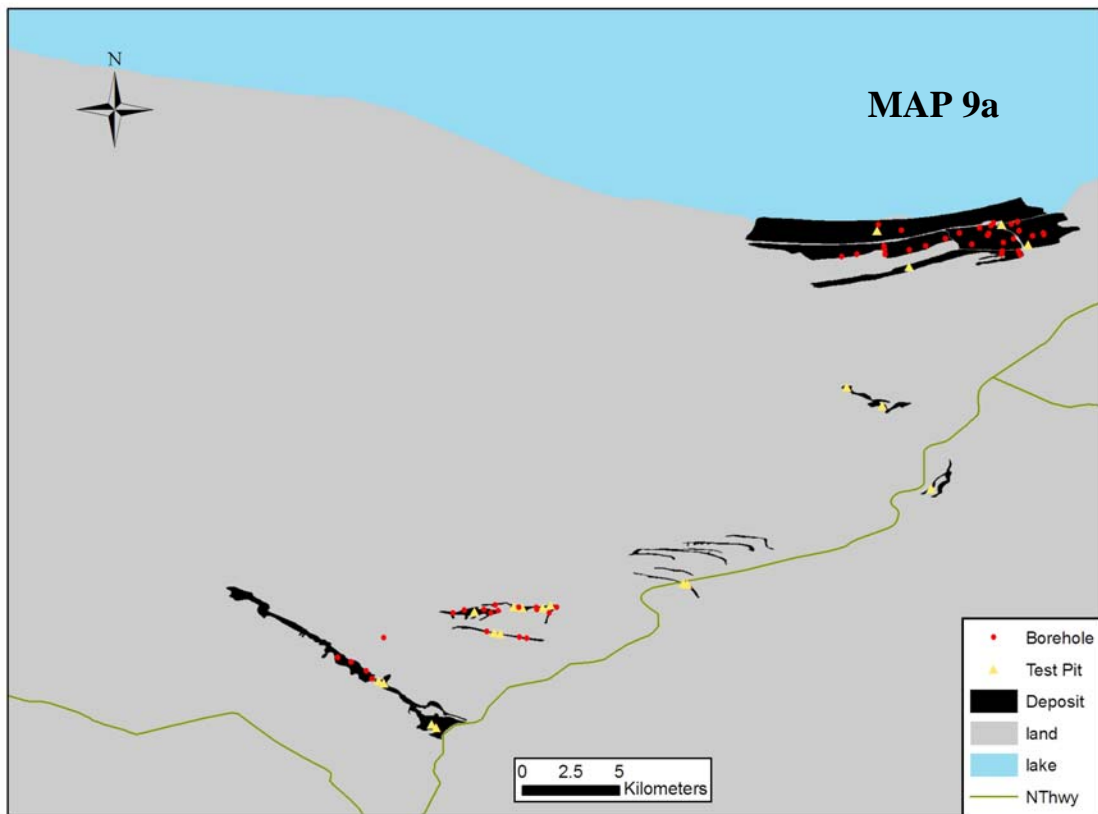 N
MAP 9a
0 2.5 5
Kilometers
Borehole
Test Pit
Deposit
land
lake
NThwy